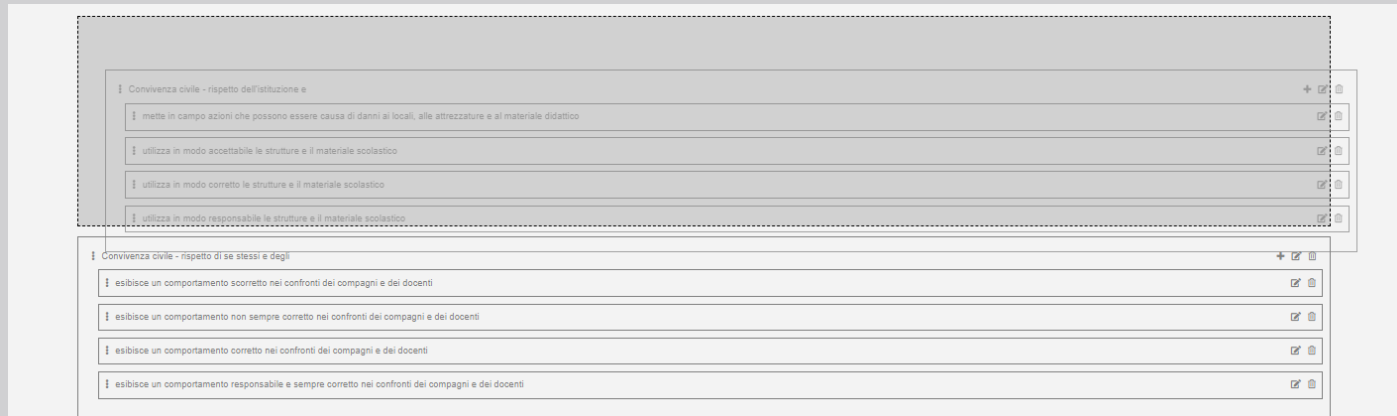 Convivenza civile - rispetto dell'istituzione e
mette in campo azioni che possono essere causa di danni ai locali, alle attrezzature e al materiale didattico
utilizza in modo accettabile le strutture e il materiale scolastico
utilizza in modo corretto le strutture e il materiale scolastico
utilizza in modo responsabile le strutture e il materiale scolastico
Convivenza civile - rispetto di se stessi e degli
esibisce un comportamento scorretto nei confronti dei compagni e dei docenti
esibisce un comportamento non sempre corretto nei confronti dei compagni e dei docenti
esibisce un comportamento corretto nei confronti dei compagni e dei docenti
esibisce un comportamento responsabile e sempre corretto nei confronti dei compagni e dei docenti